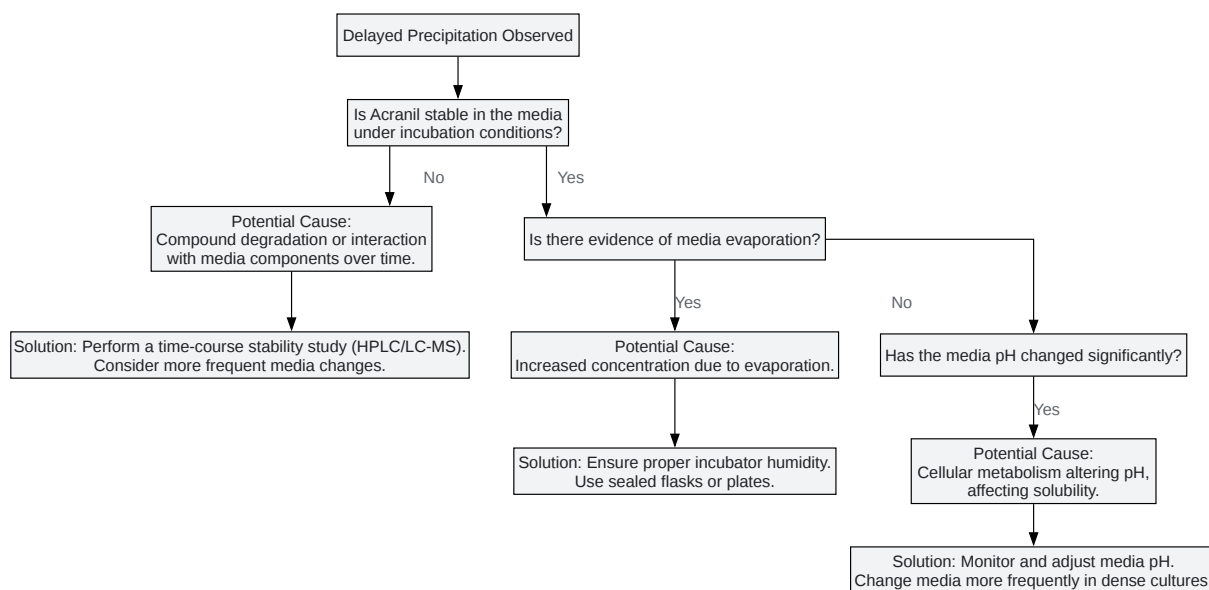 Delayed Precipitation Observed
Is Acranil stable in the media
under incubation conditions?
No
Yes
Potential Cause:
Compound degradation or interaction
with media components over time.
Is there evidence of media evaporation?
Yes
No
Solution: Perform a time-course stability study (HPLC/LC-MS).
Consider more frequent media changes.
Potential Cause:
Increased concentration due to evaporation.
Has the media pH changed significantly?
Yes
Solution: Ensure proper incubator humidity.
Use sealed flasks or plates.
Potential Cause:
Cellular metabolism altering pH,
affecting solubility.
Solution: Monitor and adjust media pH.
Change media more frequently in dense cultures